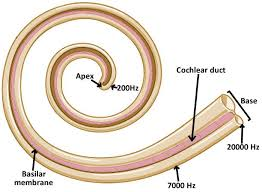 Apex
200Hz
Cochlear duct
Base
20000 Hz
7000 Hz
Basilar
membrane